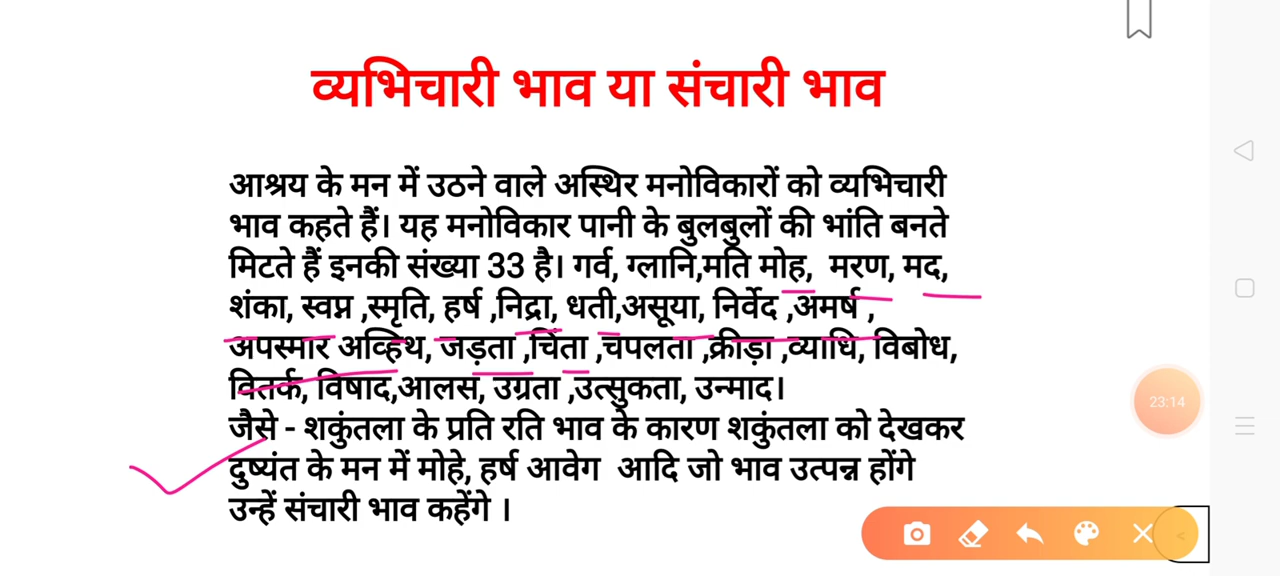 व्यभिचारी भाव या संचारी भाव
आश्रय के मन में उठने वाले अस्थिर मनोविकारों को व्यभिचारी
भाव कहते हैं। यह मनोविकार पानी के बुलबुलों की भांति बनते
मिटते हैं इनकी संख्या 33 है। गर्व, ग्लानि,मति मोह, मरण, मद,
शंका, स्वप्न ,स्मृति, हर्ष ,निद्रा, धती,असूया, निर्वेद ,अमर्ष ,
अपस्मार अव्हिथ, जड़ता ,चिंता ,चपलता ,क्रीड़ा ,व्याधि, विबोध,
वितर्क, विषाद,आलस, उग्रता ,उत्सुकता, उन्माद।
जैसे - शकुंतला के प्रति रति भाव के कारण शकुंतला को देखकर
दुष्यंत के मन में मोहे, हर्ष आवेग आदि जो भाव उत्पन्न होंगे
उन्हें संचारी भाव कहेंगे ।
23:14